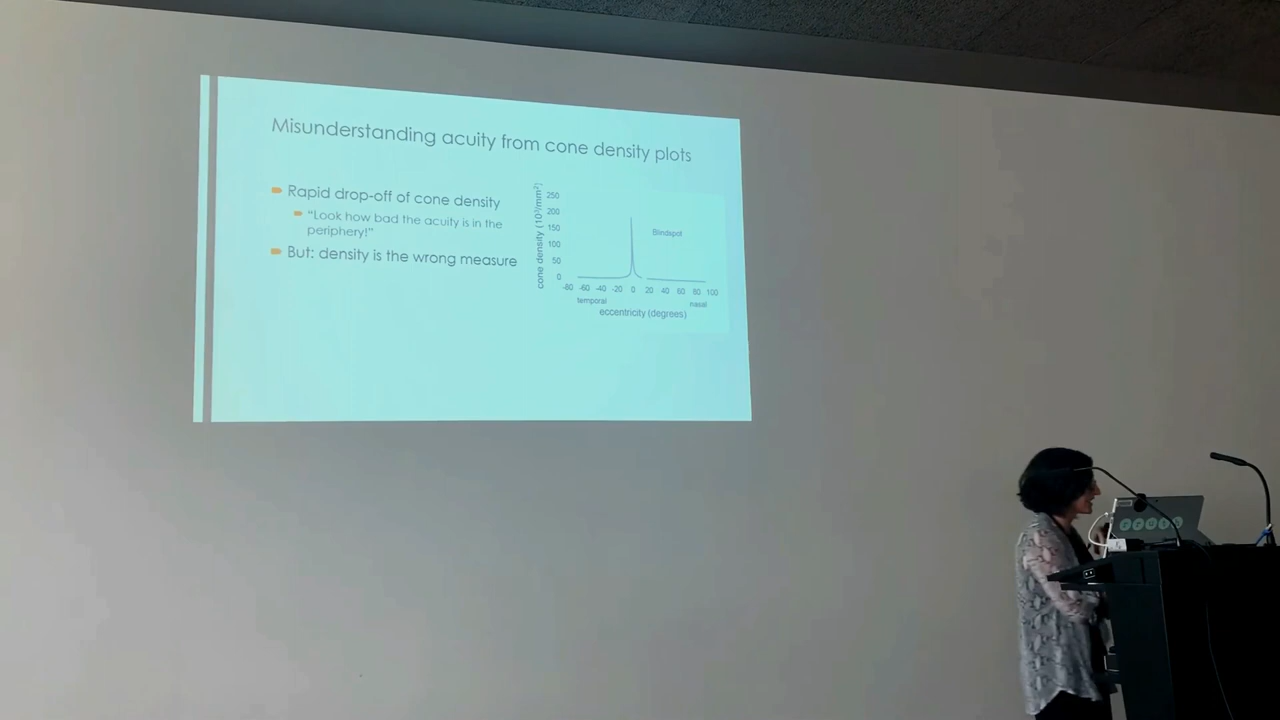 Misunderstanding acuity from cone density plots
Rapid drop-off of cone density
“Look how bad the acuity is in the
periphery!”
But: density is the wrong measure
cone density (10³/mm²)
250
200
150
100
50
0
Blindspot
-80 -60 -40 -20 0 20 40 60 80 100
temporal nasal
eccentricity (degrees)